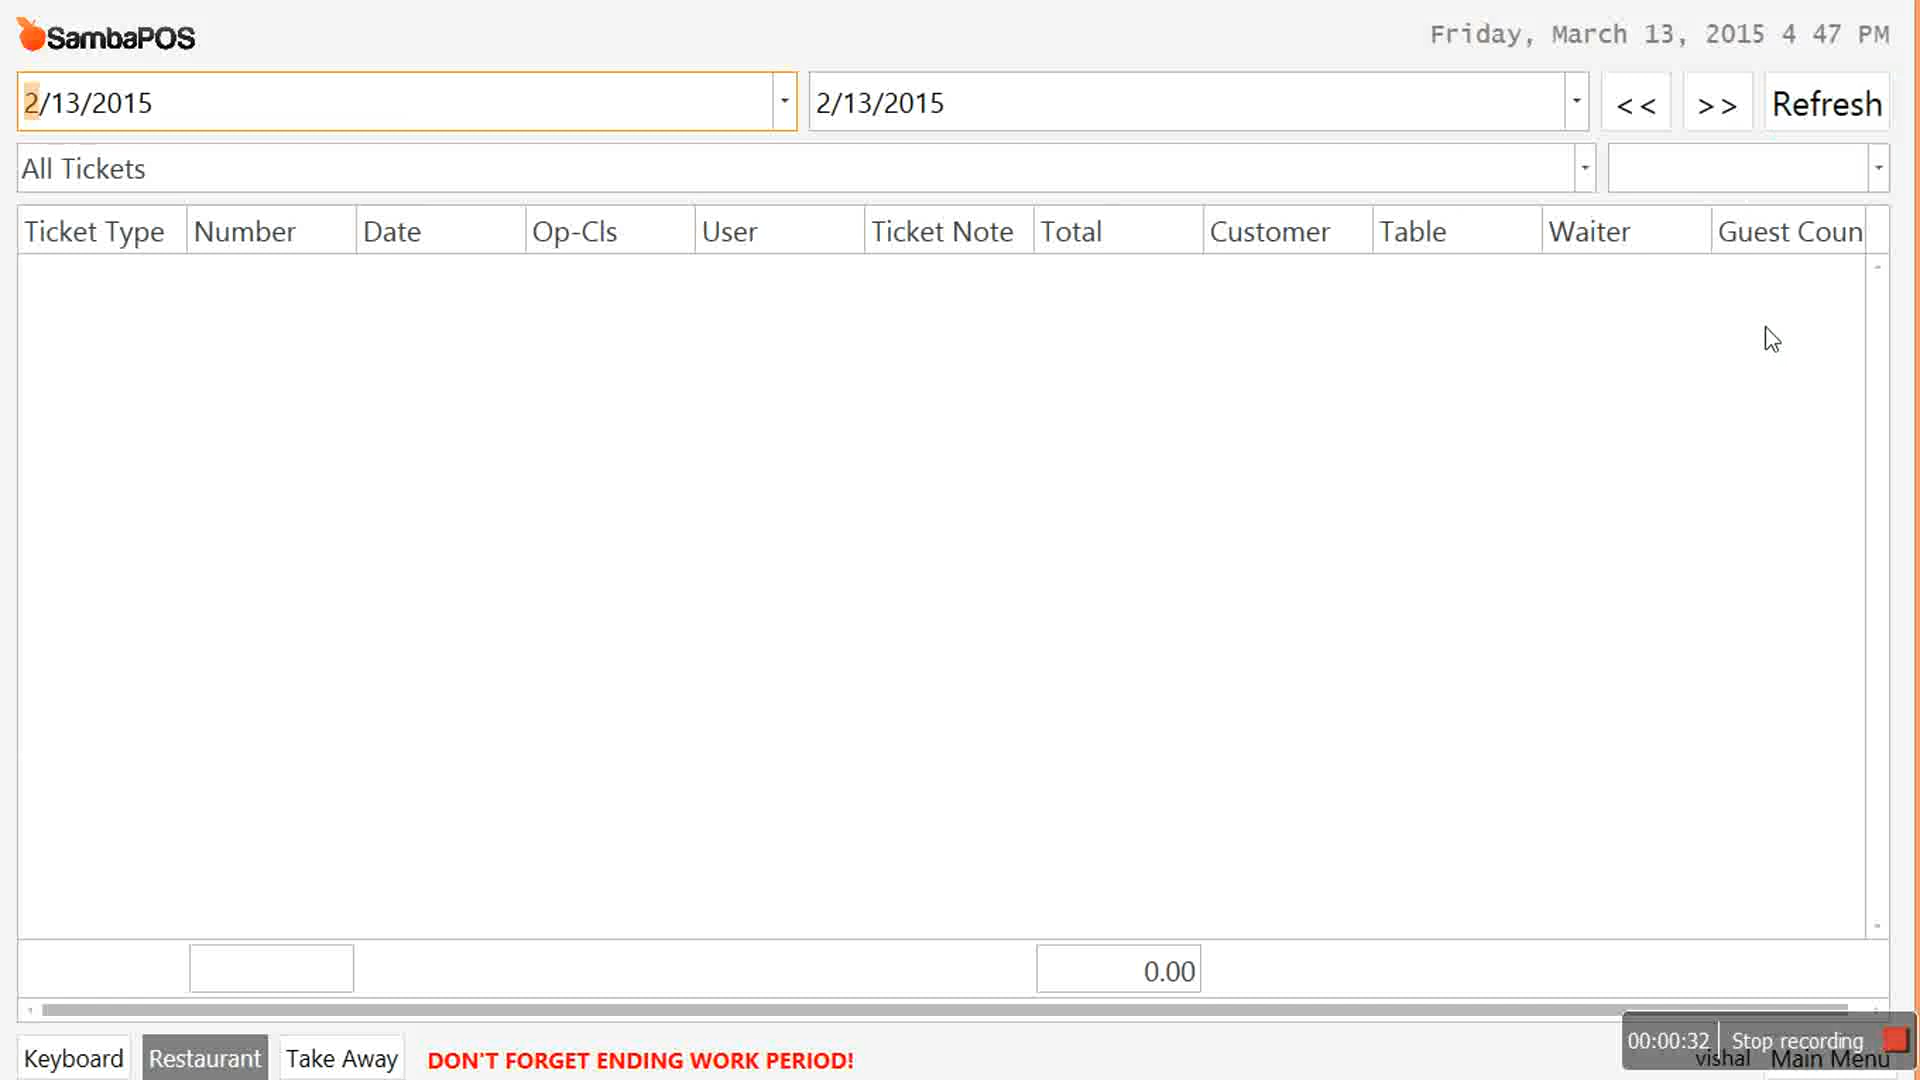 SambaPOS
Friday, March 13, 2015 4 47 PM
2/13/2015
2/13/2015
<<
>>
Refresh
All Tickets
Ticket Type Number Date Op-Cls User Ticket Note Total Customer Table Waiter Guest Coun
0.00
00:00:32 Stop recording
Keyboard Restaurant Take Away DON'T FORGET ENDING WORK PERIOD! vishal Main Menu